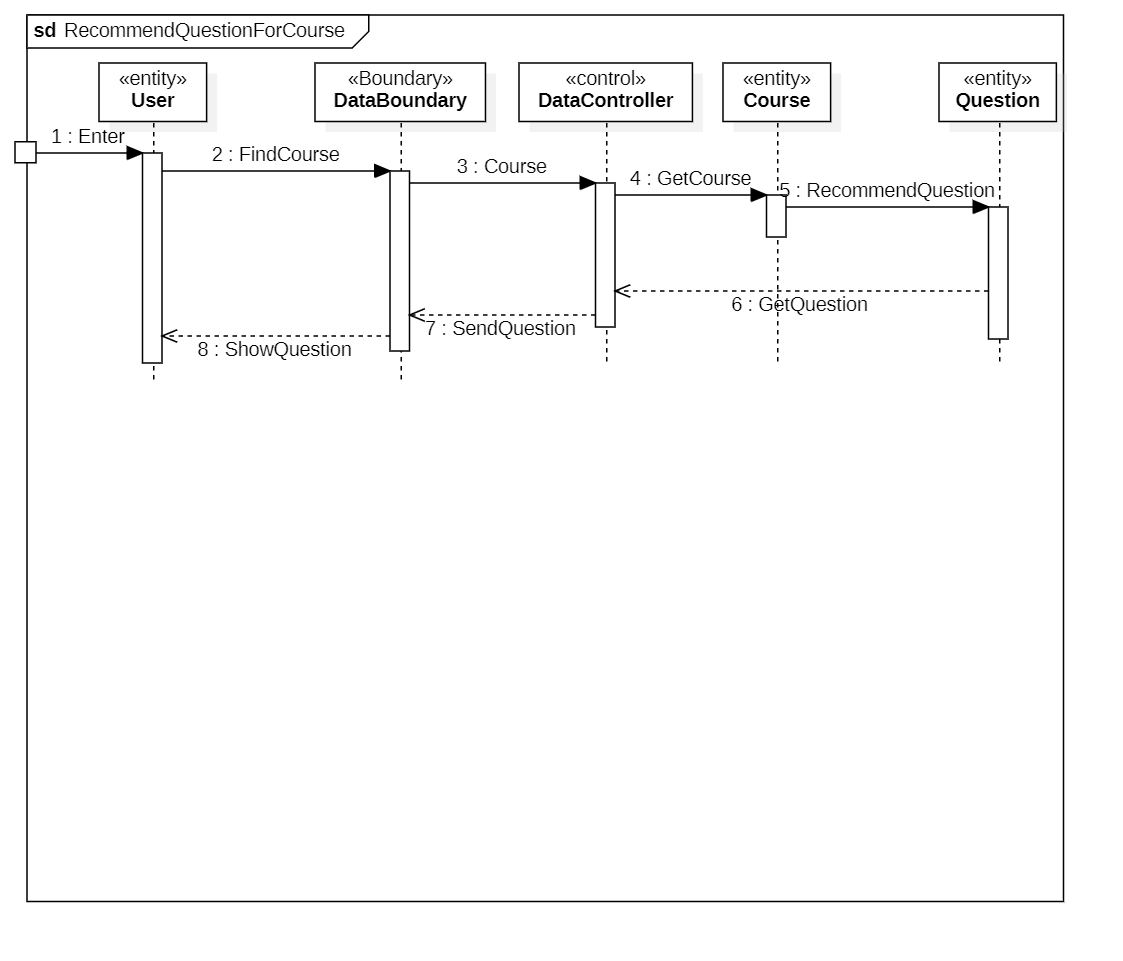 sd RecommendQuestionForCourse
«entity»
User
«Boundary»
DataBoundary
«control»
DataController
«entity»
Course
«entity»
Question
1 : Enter
2 : FindCourse
3 : Course
4 : GetCourse
5 : RecommendQuestion
6 : GetQuestion
7 : SendQuestion
8 : ShowQuestion